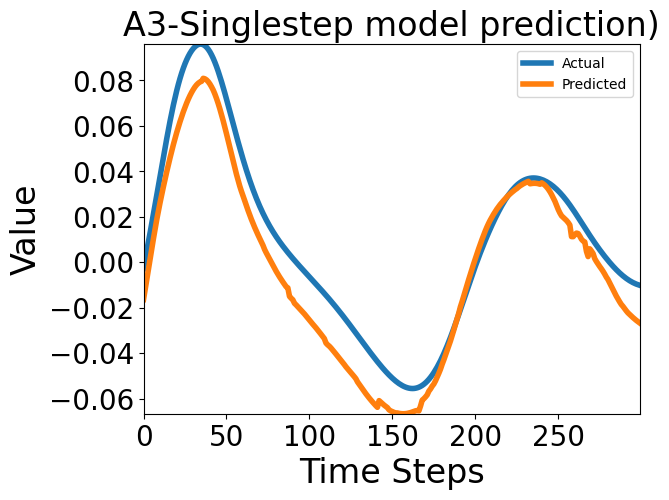 A3-Singlestep model prediction)
Actual
Predicted
Value
0.08
0.06
0.04
0.02
0.00
−0.02
−0.04
−0.06
0 50 100 150 200 250
Time Steps